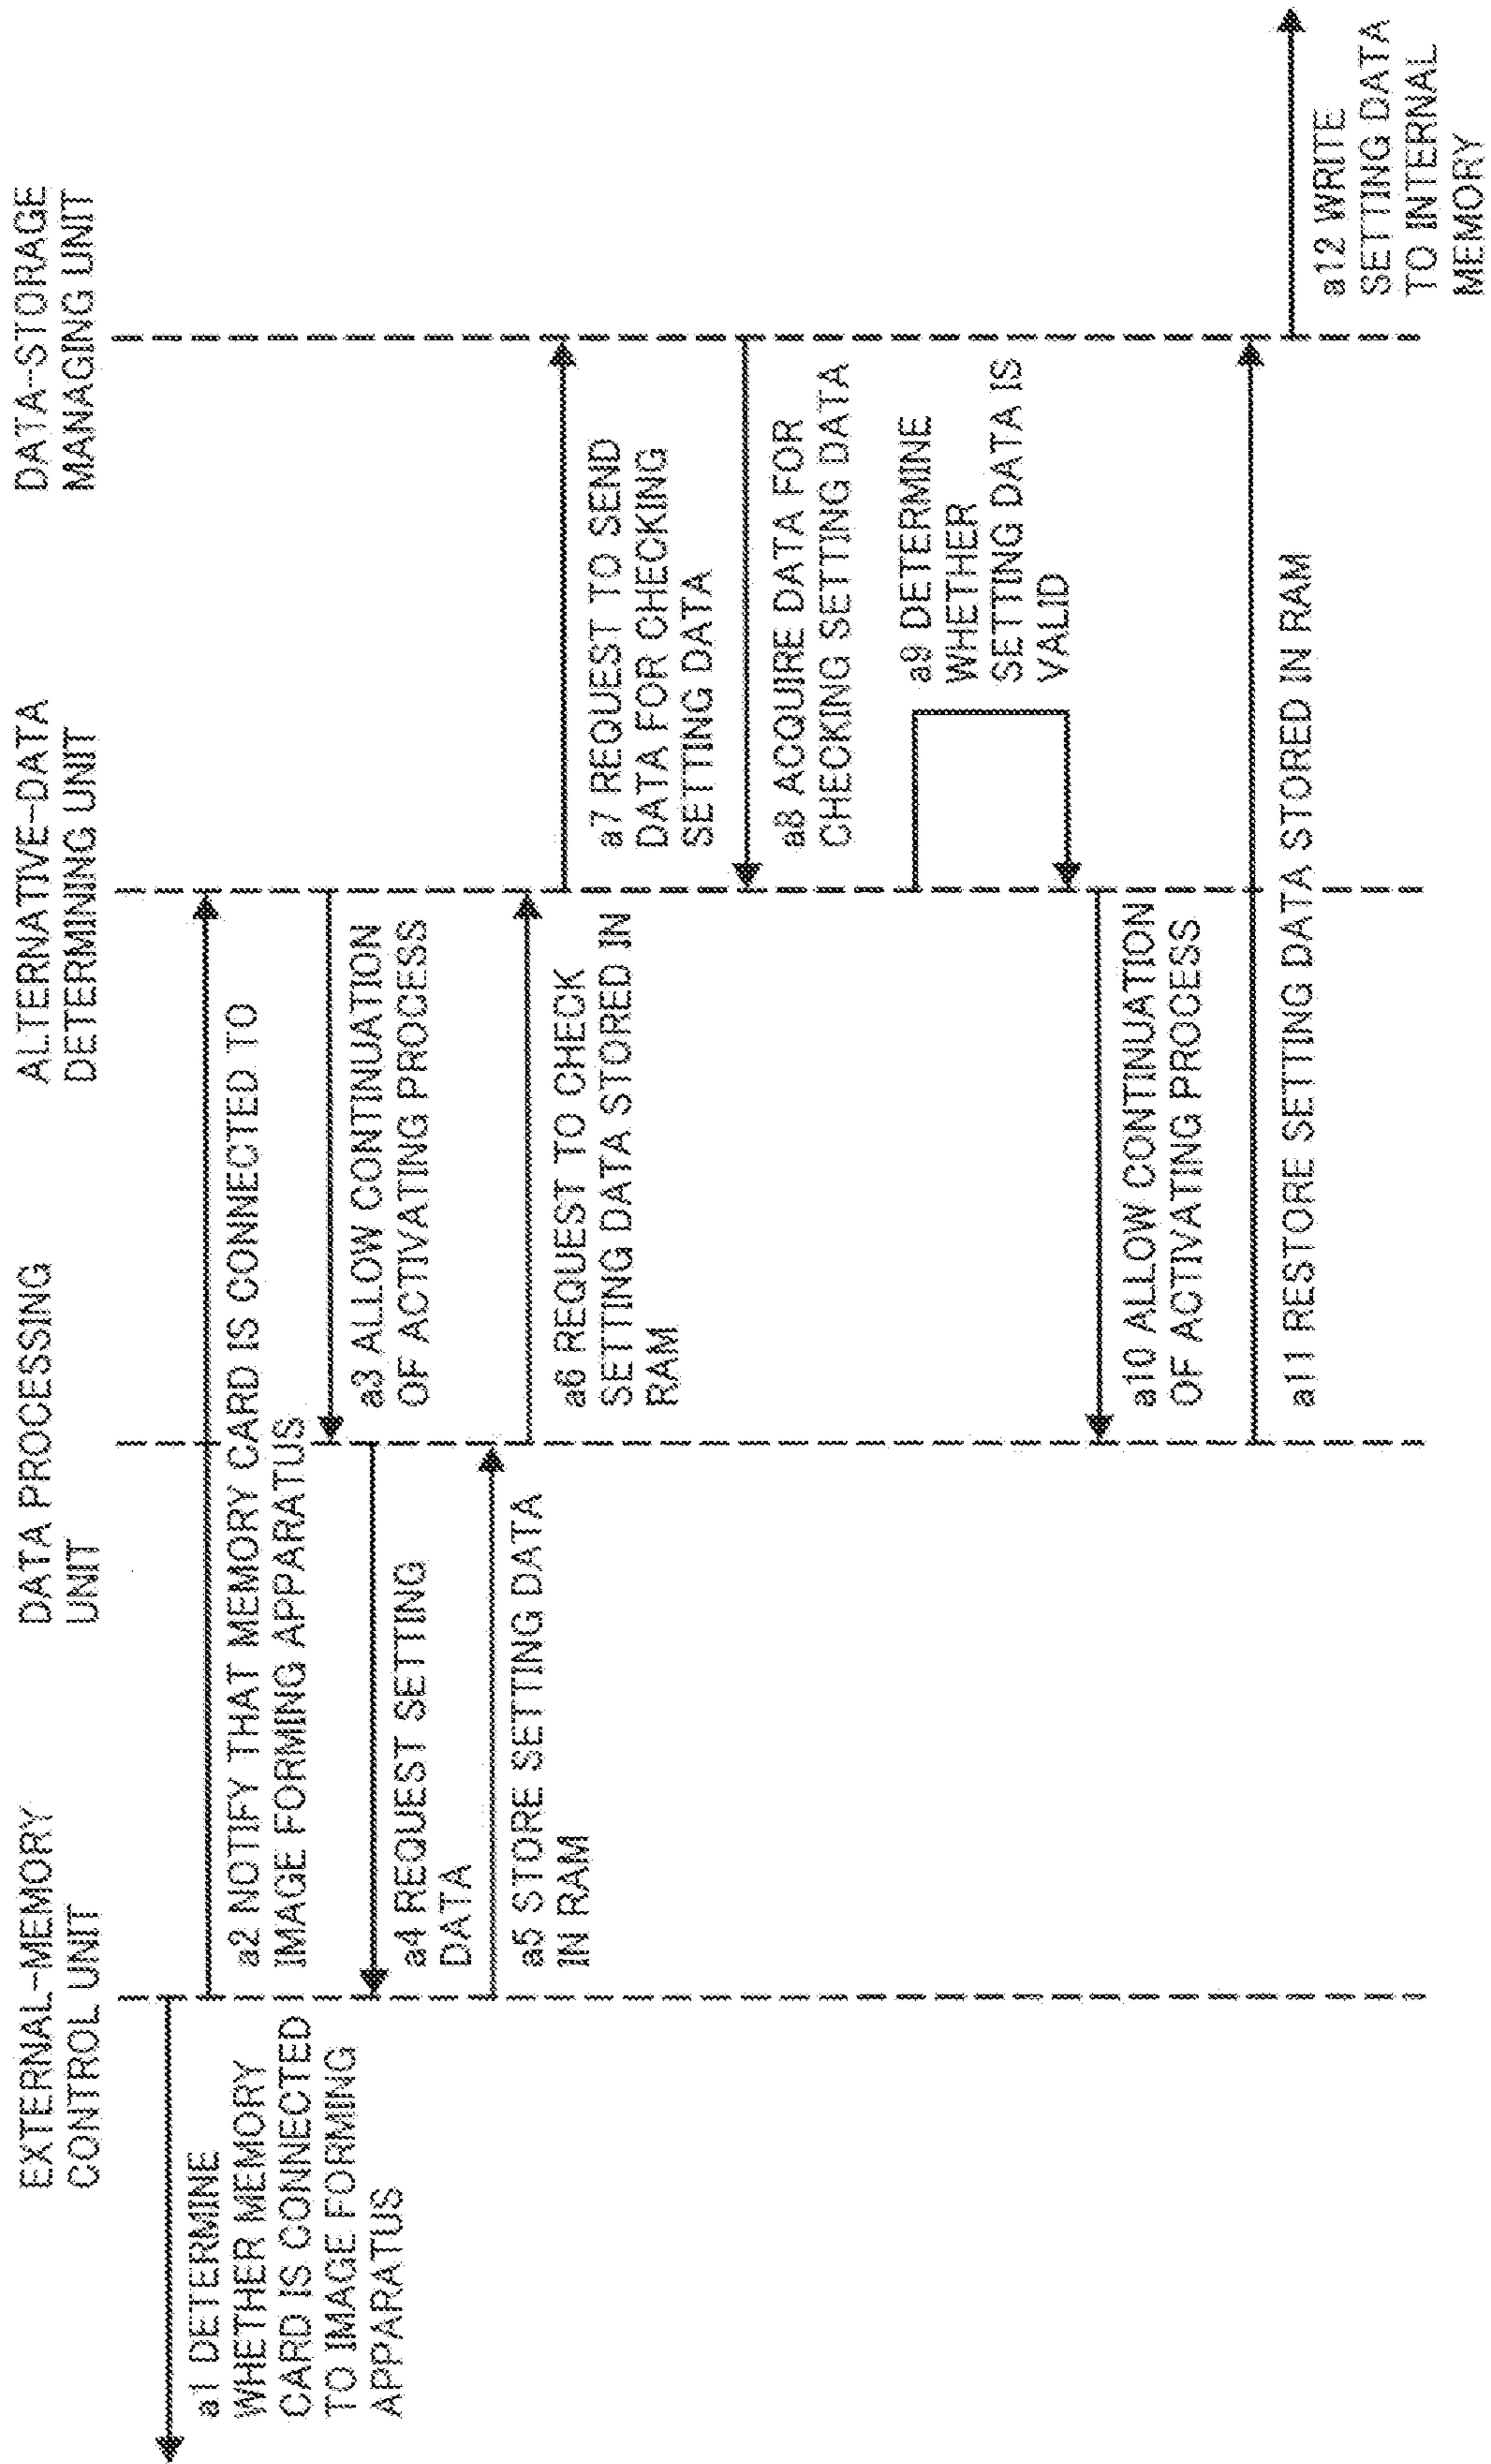 EXTERNAL-MEMORY
CONTROL UNIT
DATA PROCESSING
UNIT
ALTERNATIVE-DATA
DETERMINING UNIT
DATA-STORAGE
MANAGING UNIT
a1 DETERMINE
WHETHER MEMORY
CARD IS CONNECTED
TO IMAGE FORMING
APPARATUS
a2 NOTIFY THAT MEMORY CARD IS CONNECTED TO
IMAGE FORMING APPARATUS
a3 ALLOW CONTINUATION
OF ACTIVATING PROCESS
a4 REQUEST SETTING
DATA
a5 STORE SETTING DATA
IN RAM
a6 REQUEST TO CHECK
SETTING DATA STORED IN
RAM
a7 REQUEST TO SEND
DATA FOR CHECKING
SETTING DATA
a8 ACQUIRE DATA FOR
CHECKING SETTING DATA
a9 DETERMINE
WHETHER
SETTING DATA IS
VALID
a10 ALLOW CONTINUATION
OF ACTIVATING PROCESS
a11 RESTORE SETTING DATA STORED IN RAM
a12 WRITE
SETTING DATA
TO INTERNAL
MEMORY